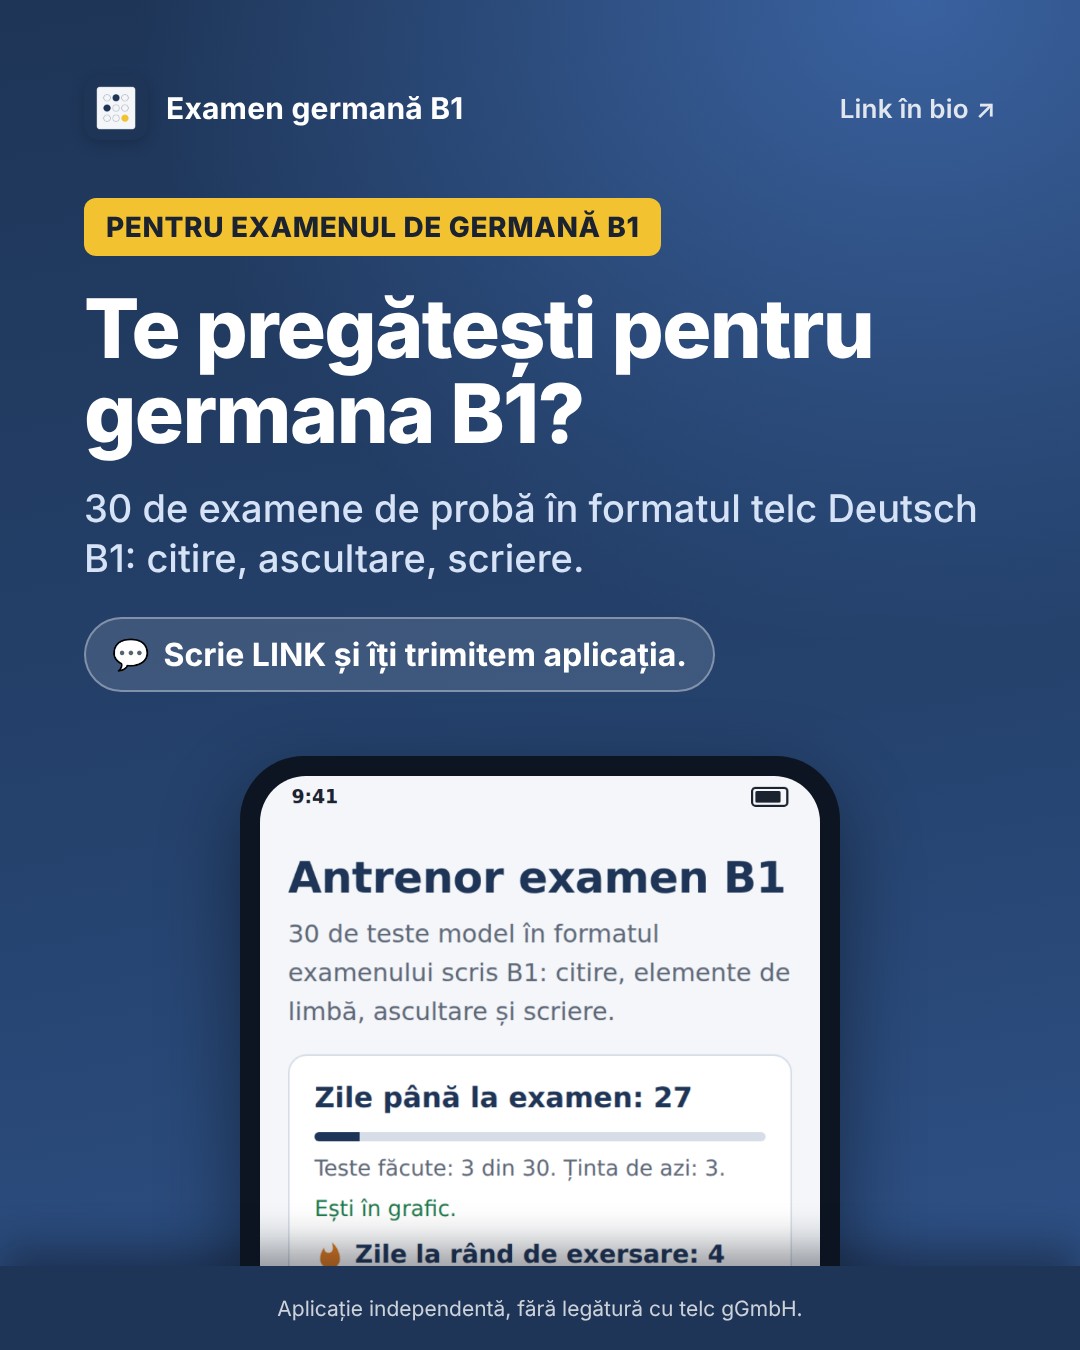 Examen germană B1
Link în bio ↗
PENTRU EXAMENUL DE GERMANĂ B1
Te pregătești pentru
germana B1?
30 de examene de probă în formatul telc Deutsch
B1: citire, ascultare, scriere.
💬 Scrie LINK și îți trimitem aplicația.
9:41
Antrenor examen B1
30 de teste model în formatul
examenului scris B1: citire, elemente de
limbă, ascultare și scriere.
Zile până la examen: 27
Teste făcute: 3 din 30. Ținta de azi: 3.
Ești în grafic.
Zile la rând de exersare: 4
Aplicație independentă, fără legătură cu telc gGmbH.